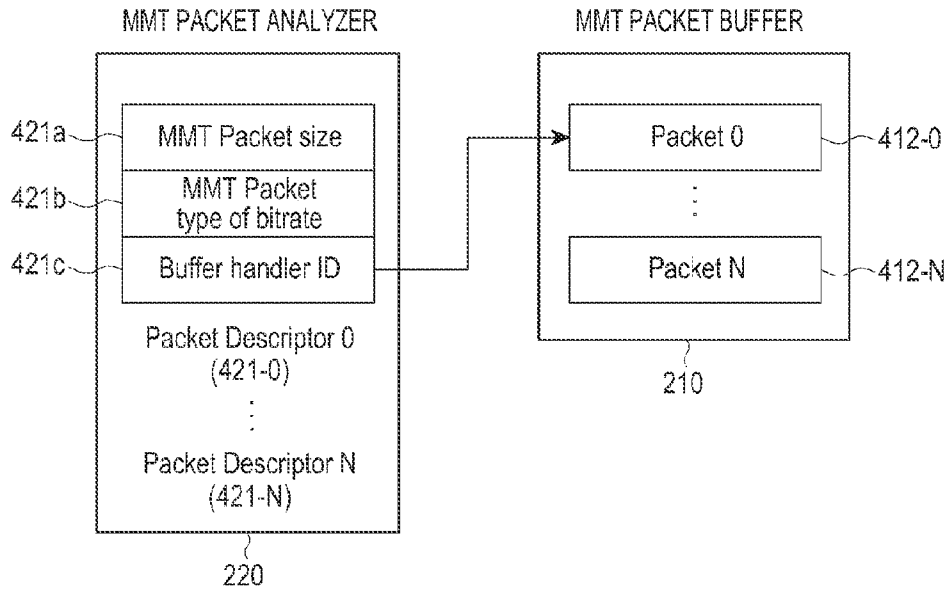 MMT PACKET ANALYZER
MMT PACKET BUFFER
421a
MMT Packet size
421b
MMT Packet
type of bitrate
421c
Buffer handler ID
Packet Descriptor 0
(421-0)
Packet Descriptor N
(421-N)
220
Packet 0
412-0
Packet N
412-N
210